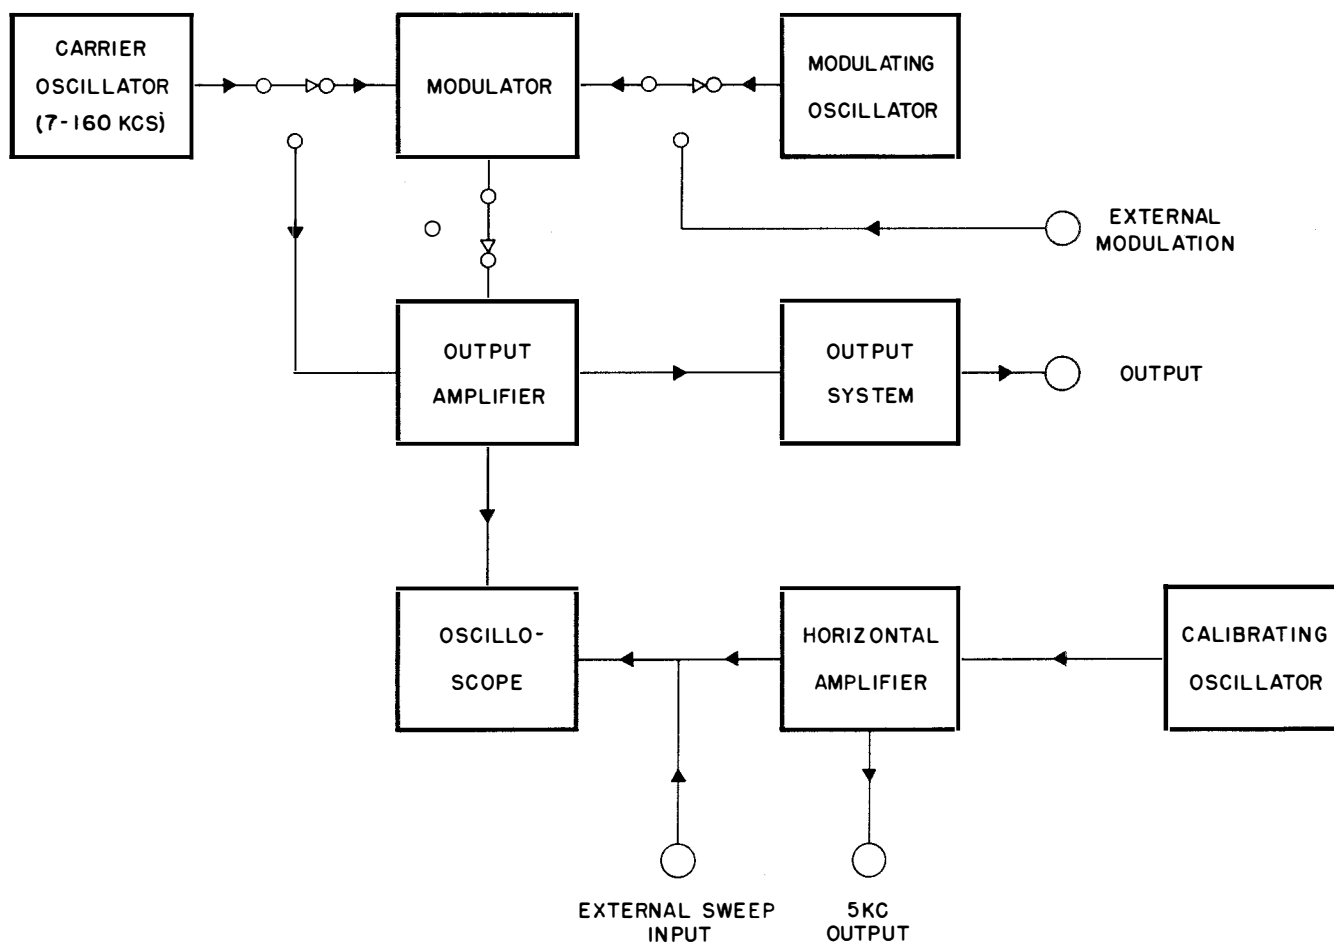 CARRIER
OSCILLATOR
(7-160 KCS)
MODULATOR
MODULATING
OSCILLATOR
EXTERNAL
MODULATION
OUTPUT
AMPLIFIER
OUTPUT
SYSTEM
OUTPUT
OSCILLO-
SCOPE
HORIZONTAL
AMPLIFIER
CALIBRATING
OSCILLATOR
EXTERNAL SWEEP
INPUT
5KC
OUTPUT